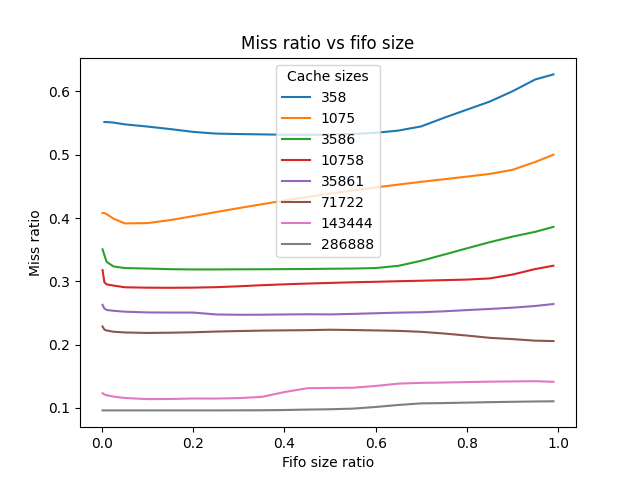 Miss ratio vs fifo size
Cache sizes
358
1075
3586
10758
35861
71722
143444
286888
0.6
0.5
0.4
0.3
0.2
0.1
Miss ratio
0.0 0.2 0.4 0.6 0.8 1.0
Fifo size ratio